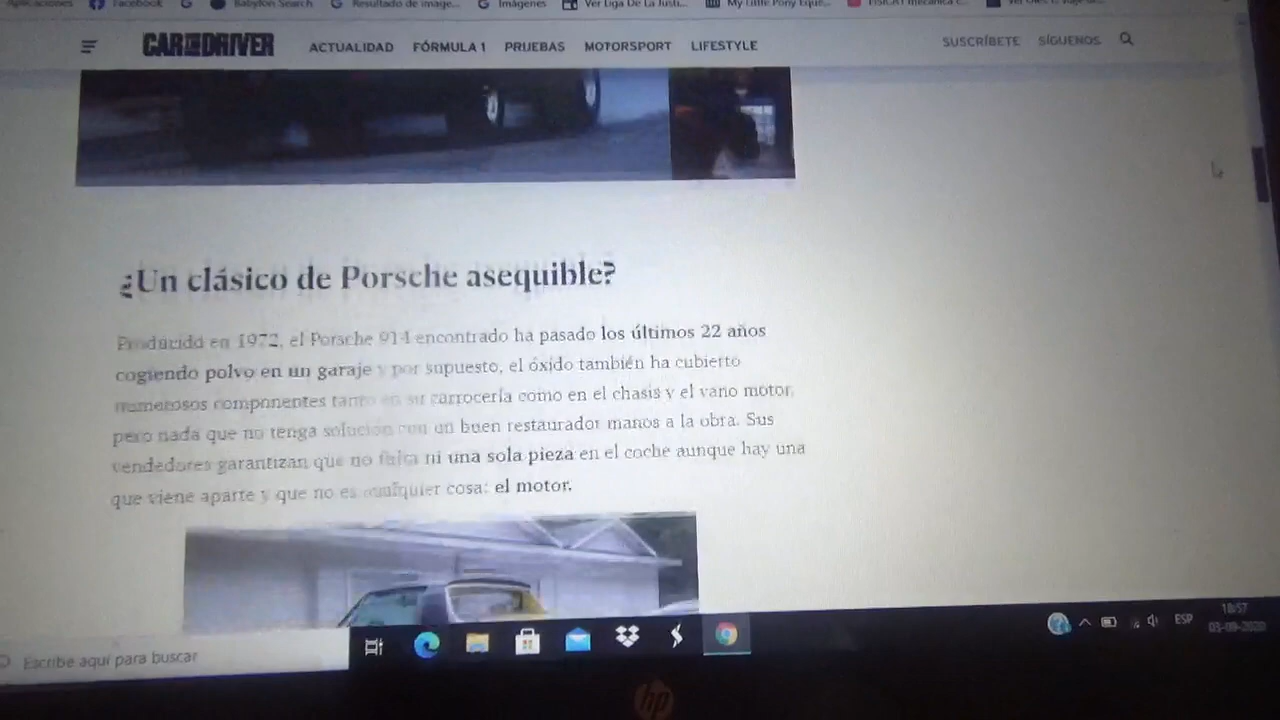 Aplicaciones Facebook Babylon Search Resultado de image... Imágenes Ver Liga De La Justi... My Little Pony Eque...
CAR AND DRIVER ACTUALIDAD FÓRMULA 1 PRUEBAS MOTORSPORT LIFESTYLE SUSCRÍBETE SÍGUENOS
¿Un clásico de Porsche asequible?
Producido en 1972, el Porsche 914 encontrado ha pasado los últimos 22 años
cogiendo polvo en un garaje y por supuesto, el óxido también ha cubierto
numerosos componentes tanto en su carrocería como en el chasis y el vano motor,
pero nada que no tenga solución con un buen restaurador manos a la obra. Sus
vendedores garantizan que no falta ni una sola pieza en el coche aunque hay una
que viene aparte y que no es cualquier cosa: el motor.
Escribe aquí para buscar
ESP
18:57
03-09-2020
hp